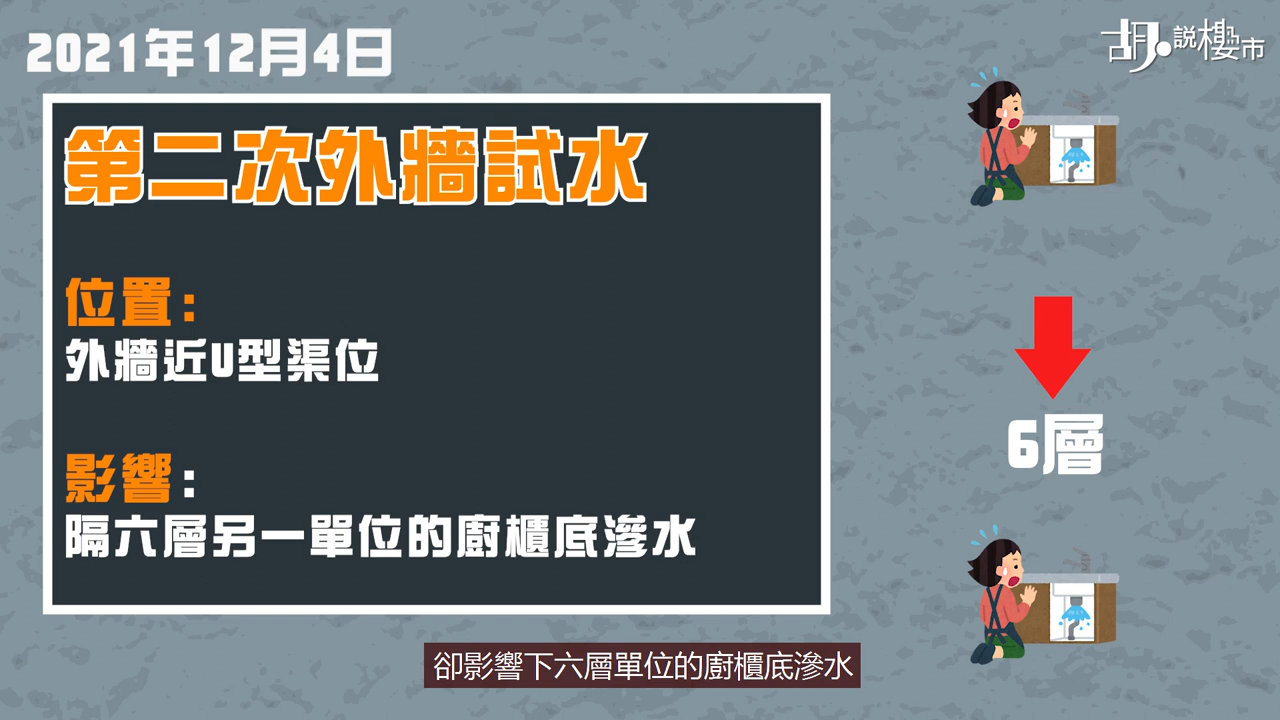 2021年12月4日
胡.說樓市
第二次外牆試水
位置:
外牆近U型渠位
影響:
隔六層另一單位的廚櫃底滲水
6層
卻影響下六層單位的廚櫃底滲水